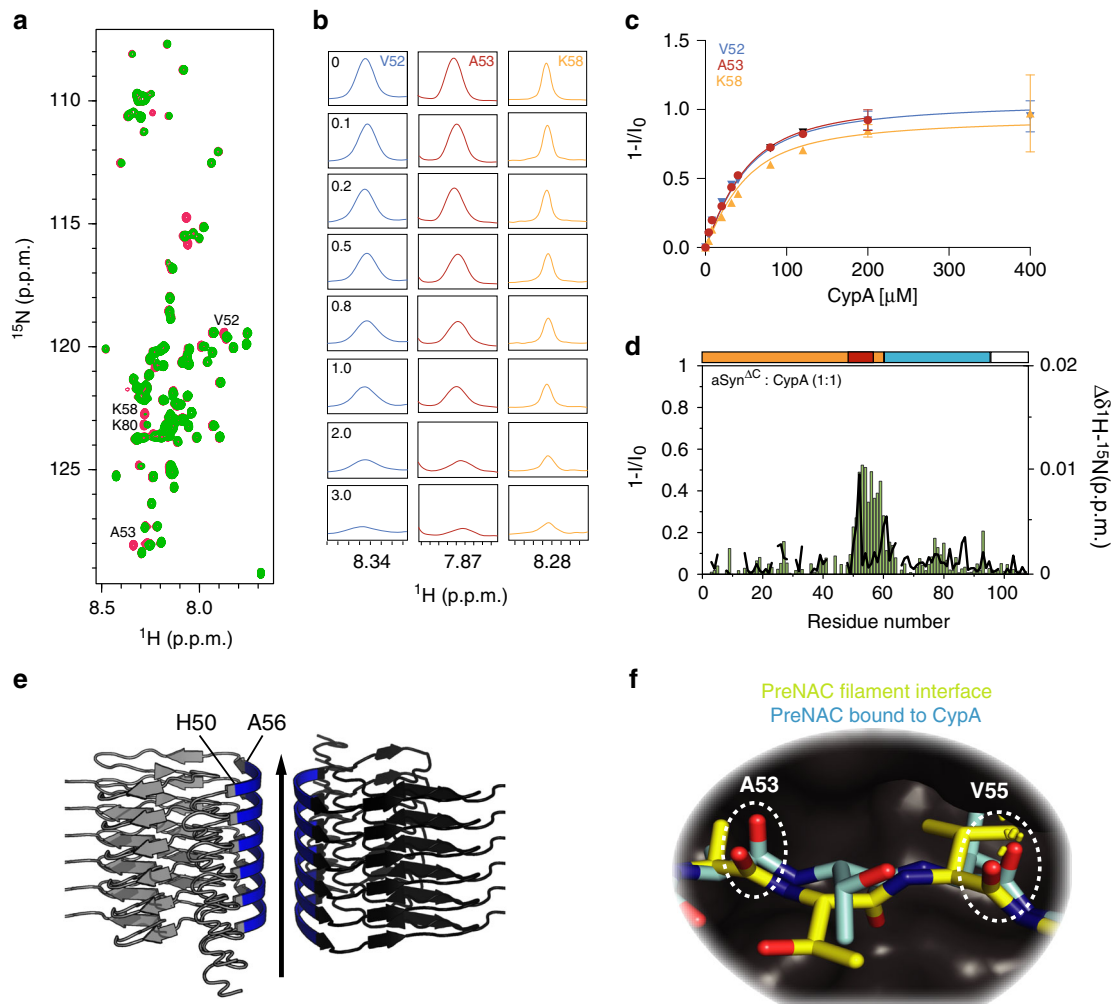 a
110
115
120
125
15N (p.p.m.)
V52
K58
K80
A53
8.5
8.0
1H (p.p.m.)
b
0
V52
A53
K58
0.1
0.2
0.5
0.8
1.0
2.0
3.0
8.34
7.87
8.28
1H (p.p.m.)
c
V52
A53
K58
1.5
1.0
0.5
0.0
1-I/I0
0
100
200
300
400
CypA [μM]
d
aSynΔC : CypA (1:1)
1
0.8
0.6
0.4
0.2
0
1-I/I0
0.02
0.01
0
Δδ1H-15N(p.p.m.)
0
20
40
60
80
100
Residue number
e
H50
A56
f
PreNAC filament interface
PreNAC bound to CypA
A53
V55